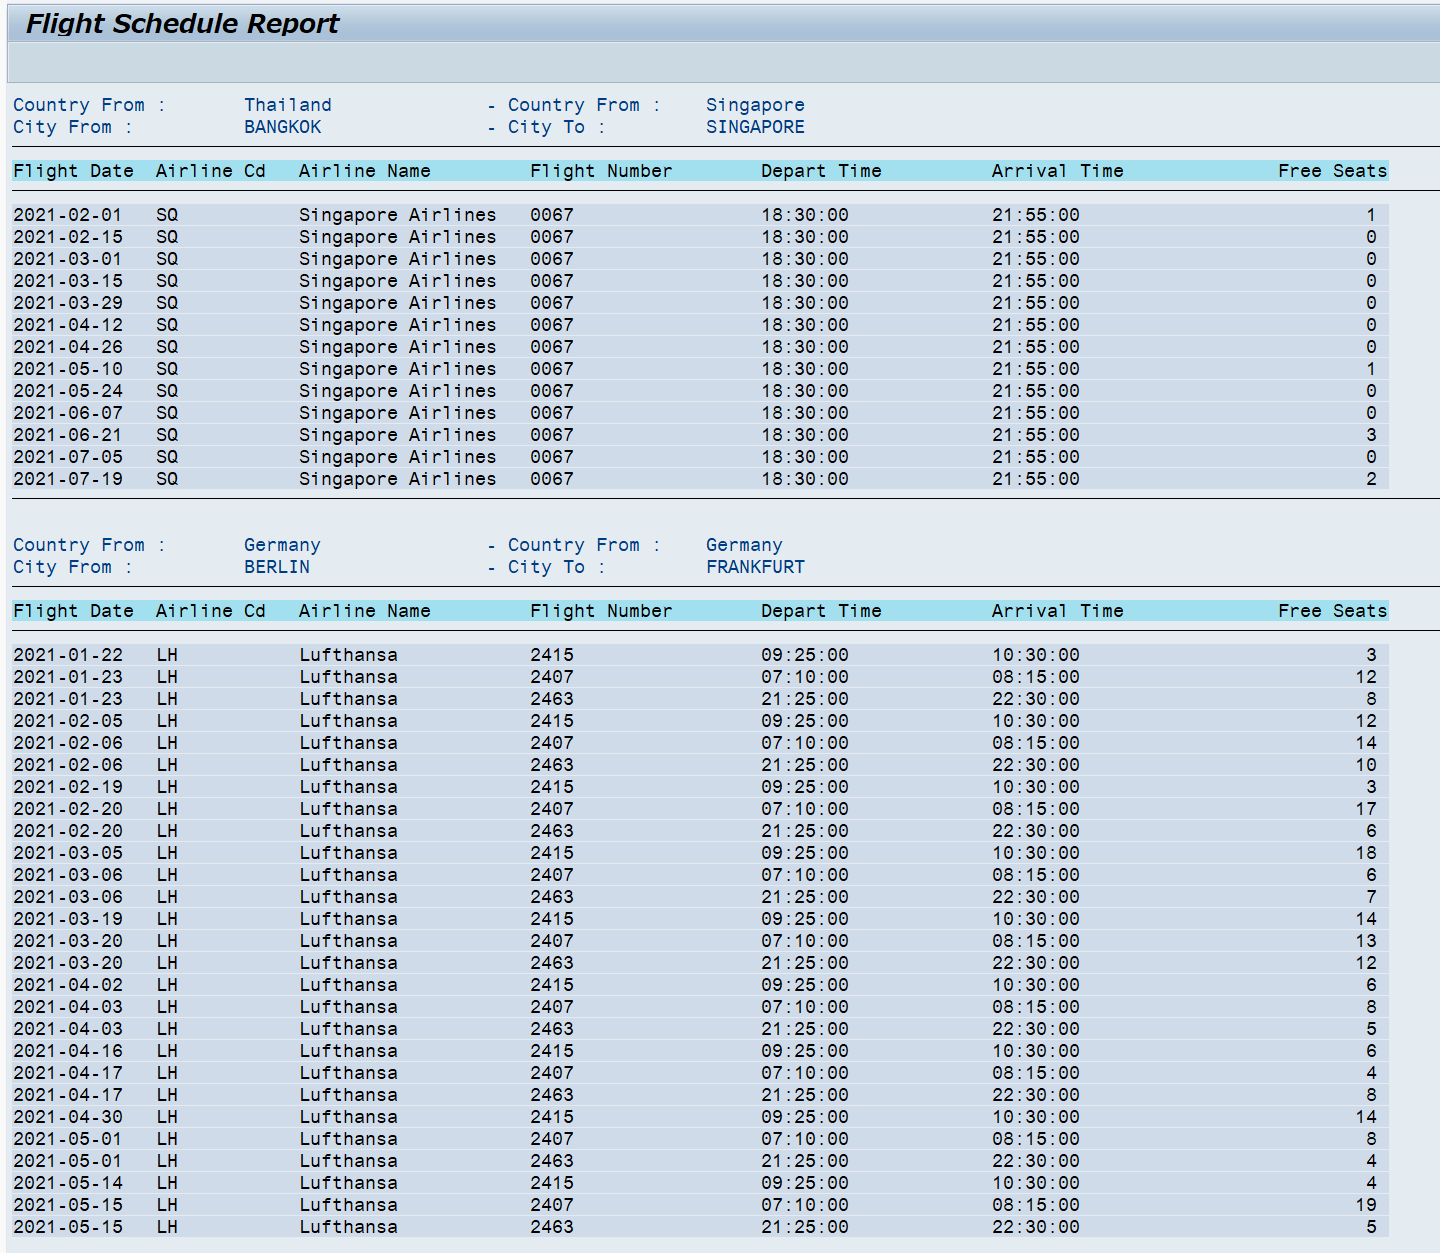 Flight Schedule Report
Country From : Thailand - Country From : Singapore
City From : BANGKOK - City To : SINGAPORE
Flight Date Airline Cd Airline Name Flight Number Depart Time Arrival Time Free Seats
2021-02-01 SQ Singapore Airlines 0067 18:30:00 21:55:00 1
2021-02-15 SQ Singapore Airlines 0067 18:30:00 21:55:00 0
2021-03-01 SQ Singapore Airlines 0067 18:30:00 21:55:00 0
2021-03-15 SQ Singapore Airlines 0067 18:30:00 21:55:00 0
2021-03-29 SQ Singapore Airlines 0067 18:30:00 21:55:00 0
2021-04-12 SQ Singapore Airlines 0067 18:30:00 21:55:00 0
2021-04-26 SQ Singapore Airlines 0067 18:30:00 21:55:00 0
2021-05-10 SQ Singapore Airlines 0067 18:30:00 21:55:00 1
2021-05-24 SQ Singapore Airlines 0067 18:30:00 21:55:00 0
2021-06-07 SQ Singapore Airlines 0067 18:30:00 21:55:00 0
2021-06-21 SQ Singapore Airlines 0067 18:30:00 21:55:00 3
2021-07-05 SQ Singapore Airlines 0067 18:30:00 21:55:00 0
2021-07-19 SQ Singapore Airlines 0067 18:30:00 21:55:00 2
Country From : Germany - Country From : Germany
City From : BERLIN - City To : FRANKFURT
Flight Date Airline Cd Airline Name Flight Number Depart Time Arrival Time Free Seats
2021-01-22 LH Lufthansa 2415 09:25:00 10:30:00 3
2021-01-23 LH Lufthansa 2407 07:10:00 08:15:00 12
2021-01-23 LH Lufthansa 2463 21:25:00 22:30:00 8
2021-02-05 LH Lufthansa 2415 09:25:00 10:30:00 12
2021-02-06 LH Lufthansa 2407 07:10:00 08:15:00 14
2021-02-06 LH Lufthansa 2463 21:25:00 22:30:00 10
2021-02-19 LH Lufthansa 2415 09:25:00 10:30:00 3
2021-02-20 LH Lufthansa 2407 07:10:00 08:15:00 17
2021-02-20 LH Lufthansa 2463 21:25:00 22:30:00 6
2021-03-05 LH Lufthansa 2415 09:25:00 10:30:00 18
2021-03-06 LH Lufthansa 2407 07:10:00 08:15:00 6
2021-03-06 LH Lufthansa 2463 21:25:00 22:30:00 7
2021-03-19 LH Lufthansa 2415 09:25:00 10:30:00 14
2021-03-20 LH Lufthansa 2407 07:10:00 08:15:00 13
2021-03-20 LH Lufthansa 2463 21:25:00 22:30:00 12
2021-04-02 LH Lufthansa 2415 09:25:00 10:30:00 6
2021-04-03 LH Lufthansa 2407 07:10:00 08:15:00 8
2021-04-03 LH Lufthansa 2463 21:25:00 22:30:00 5
2021-04-16 LH Lufthansa 2415 09:25:00 10:30:00 6
2021-04-17 LH Lufthansa 2407 07:10:00 08:15:00 4
2021-04-17 LH Lufthansa 2463 21:25:00 22:30:00 8
2021-04-30 LH Lufthansa 2415 09:25:00 10:30:00 14
2021-05-01 LH Lufthansa 2407 07:10:00 08:15:00 8
2021-05-01 LH Lufthansa 2463 21:25:00 22:30:00 4
2021-05-14 LH Lufthansa 2415 09:25:00 10:30:00 4
2021-05-15 LH Lufthansa 2407 07:10:00 08:15:00 19
2021-05-15 LH Lufthansa 2463 21:25:00 22:30:00 5